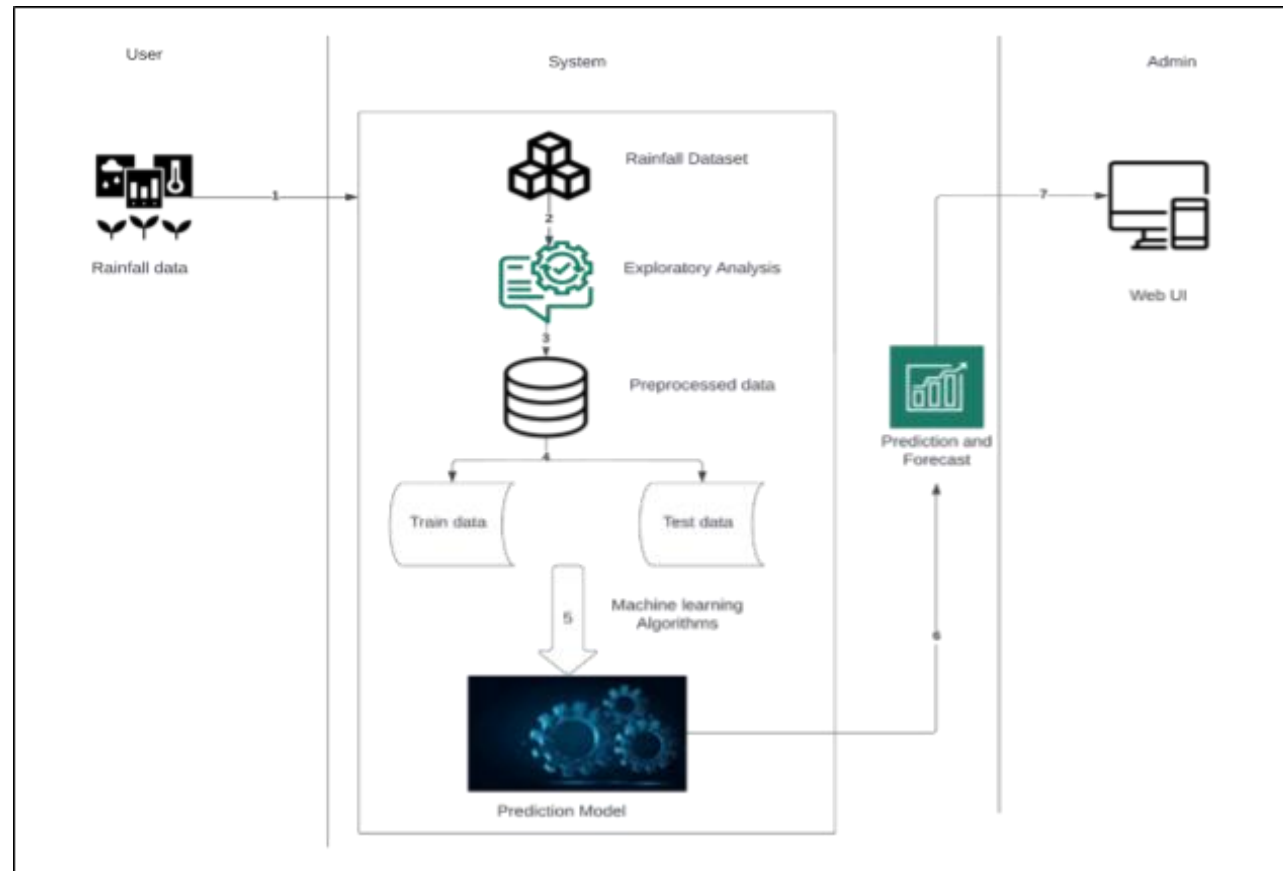 User
System
Admin
Rainfall Dataset
1
7
2
Rainfall data
Exploratory Analysis
Web UI
3
Preprocessed data
Prediction and
Forecast
4
Train data
Test data
5
Machine learning
Algorithms
6
Prediction Model